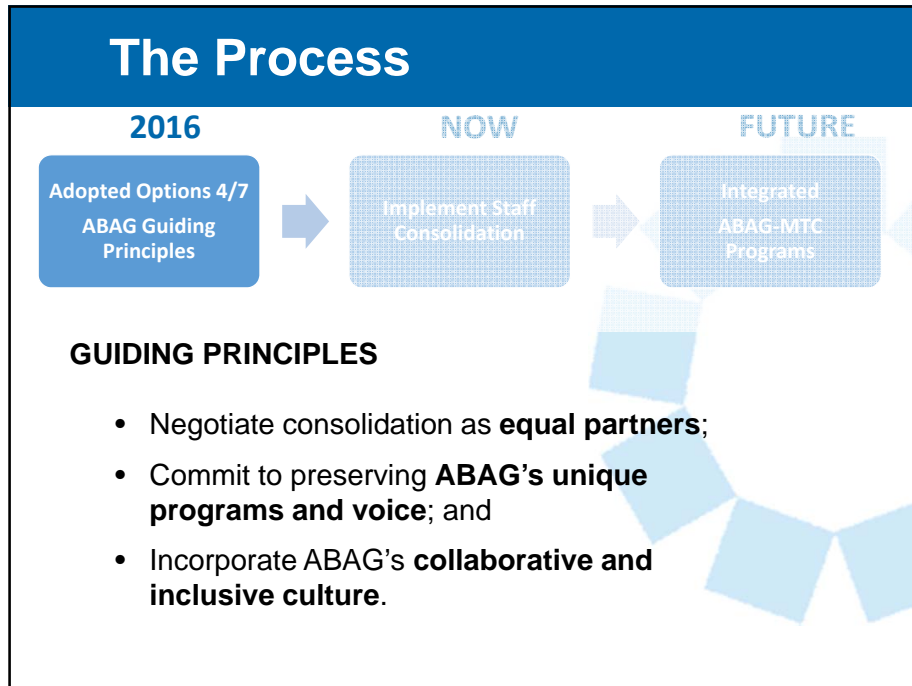 The Process
2016
NOW
FUTURE
Adopted Options 4/7
ABAG Guiding
Principles
Implement Staff
Consolidation
Integrated
ABAG-MTC
Programs
GUIDING PRINCIPLES
• Negotiate consolidation as equal partners;
• Commit to preserving ABAG's unique
programs and voice; and
• Incorporate ABAG's collaborative and
inclusive culture.